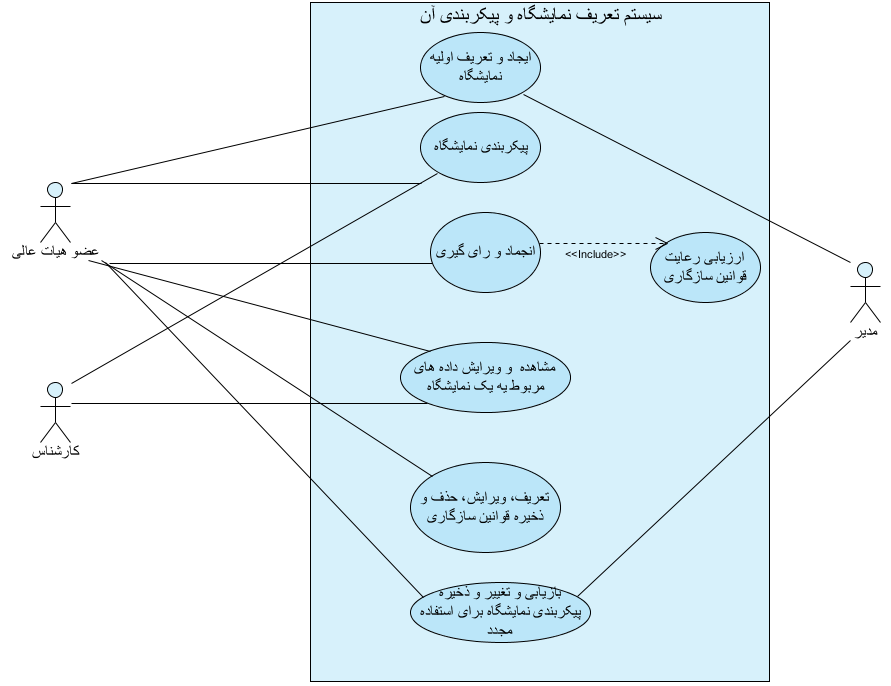 سیستم تعریف نمایشگاه و پیکربندی آن
ایجاد و تعریف اولیه
نمایشگاه
پیکربندی نمایشگاه
عضو هیات عالی
انجماد و رای گیری
<<Include>>
ارزیابی رعایت
قوانین سازگاری
مدیر
مشاهده و ویرایش داده های
مربوط یه یک نمایشگاه
کارشناس
تعریف، ویرایش، حذف و
ذخیره قوانین سازگاری
بازیابی و تغییر و ذخیره
پیکربندی نمایشگاه برای استفاده
مجدد